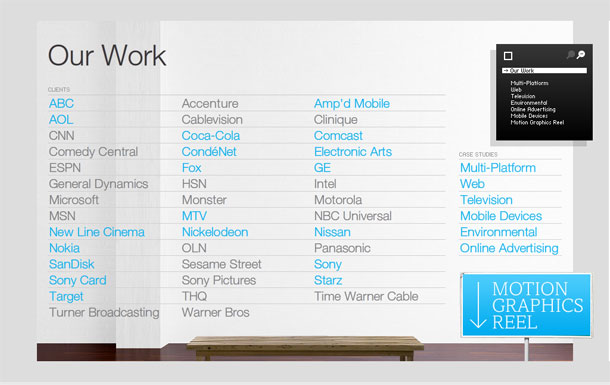 Our Work
CLIENTS
ABC
AOL
CNN
Comedy Central
ESPN
General Dynamics
Microsoft
MSN
New Line Cinema
Nokia
SanDisk
Sony Card
Target
Turner Broadcasting
Accenture
Cablevision
Coca-Cola
CondéNet
Fox
HSN
Monster
MTV
Nickelodeon
OLN
Sesame Street
Sony Pictures
THQ
Warner Bros
Amp'd Mobile
Clinique
Comcast
Electronic Arts
GE
Intel
Motorola
NBC Universal
Nissan
Panasonic
Sony
Starz
Time Warner Cable
Our Work
Multi-Platform
Web
Television
Environmental
Online Advertising
Mobile Devices
Motion Graphics Reel
CASE STUDIES
Multi-Platform
Web
Television
Mobile Devices
Environmental
Online Advertising
MOTION
GRAPHICS
REEL